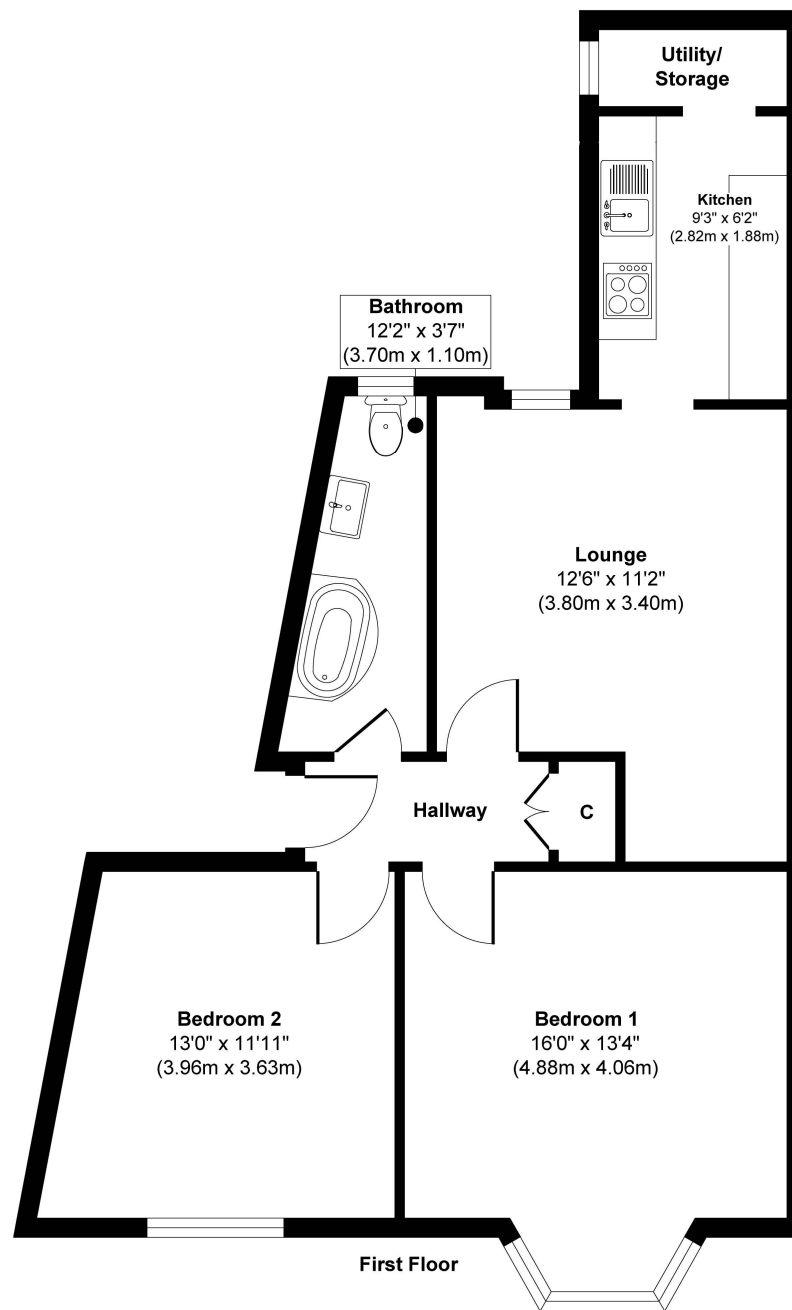 Utility/
Storage
Kitchen
9'3" x 6'2"
(2.82m x 1.88m)
Bathroom
12'2" x 3'7"
(3.70m x 1.10m)
Lounge
12'6" x 11'2"
(3.80m x 3.40m)
Hallway
C
Bedroom 2
13'0" x 11'11"
(3.96m x 3.63m)
Bedroom 1
16'0" x 13'4"
(4.88m x 4.06m)
First Floor